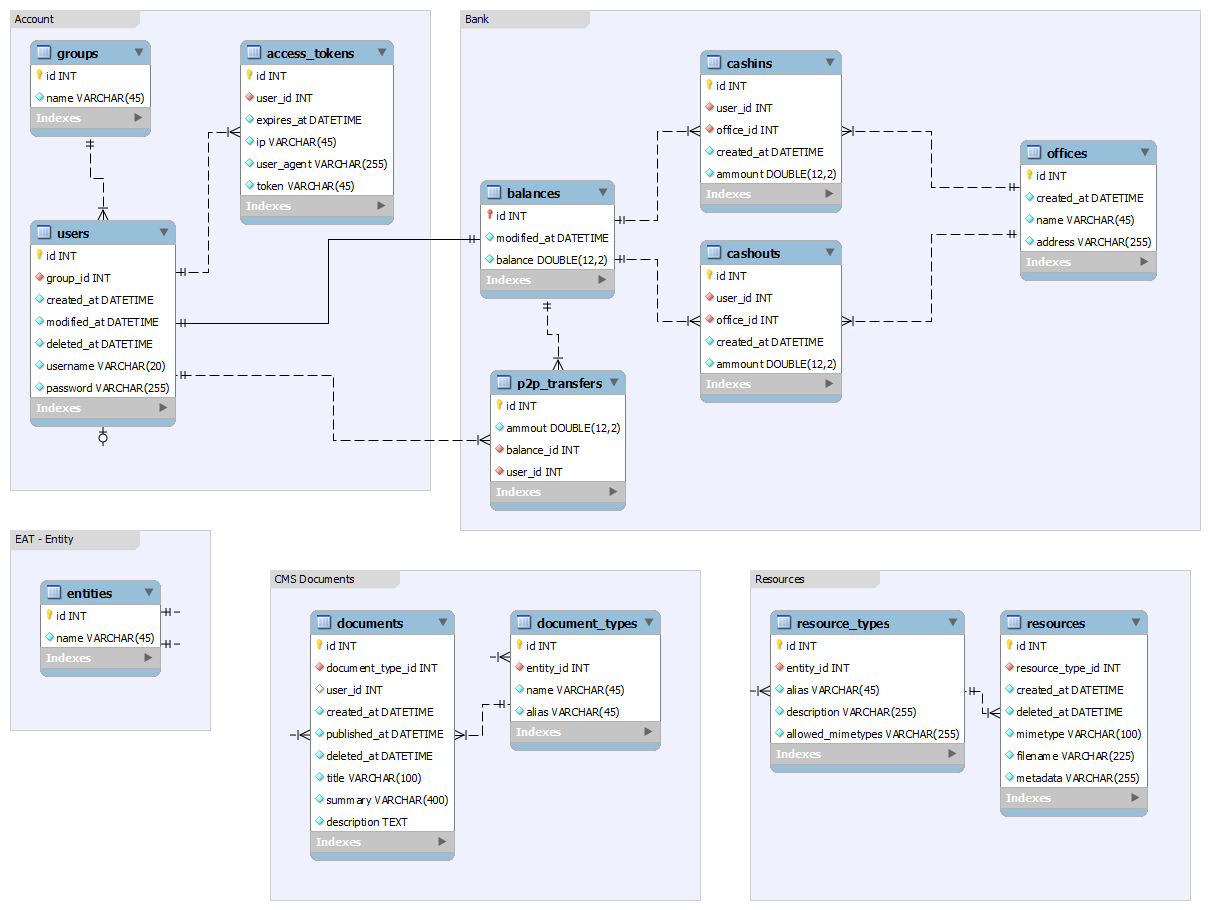 Account
groups
id INT
name VARCHAR(45)
Indexes
access_tokens
id INT
user_id INT
expires_at DATETIME
ip VARCHAR(45)
user_agent VARCHAR(255)
token VARCHAR(45)
Indexes
users
id INT
group_id INT
created_at DATETIME
modified_at DATETIME
deleted_at DATETIME
username VARCHAR(20)
password VARCHAR(255)
Indexes
Bank
balances
id INT
modified_at DATETIME
balance DOUBLE(12,2)
Indexes
cashins
id INT
user_id INT
office_id INT
created_at DATETIME
ammount DOUBLE(12,2)
Indexes
cashouts
id INT
user_id INT
office_id INT
created_at DATETIME
ammount DOUBLE(12,2)
Indexes
offices
id INT
created_at DATETIME
name VARCHAR(45)
address VARCHAR(255)
Indexes
p2p_transfers
id INT
ammout DOUBLE(12,2)
balance_id INT
user_id INT
Indexes
EAT - Entity
entities
id INT
name VARCHAR(45)
Indexes
CMS Documents
documents
id INT
document_type_id INT
user_id INT
created_at DATETIME
published_at DATETIME
deleted_at DATETIME
title VARCHAR(100)
summary VARCHAR(400)
description TEXT
Indexes
document_types
id INT
entity_id INT
name VARCHAR(45)
alias VARCHAR(45)
Indexes
Resources
resource_types
id INT
entity_id INT
alias VARCHAR(45)
description VARCHAR(255)
allowed_mimetypes VARCHAR(255)
Indexes
resources
id INT
resource_type_id INT
created_at DATETIME
deleted_at DATETIME
mimetype VARCHAR(100)
filename VARCHAR(225)
metadata VARCHAR(255)
Indexes